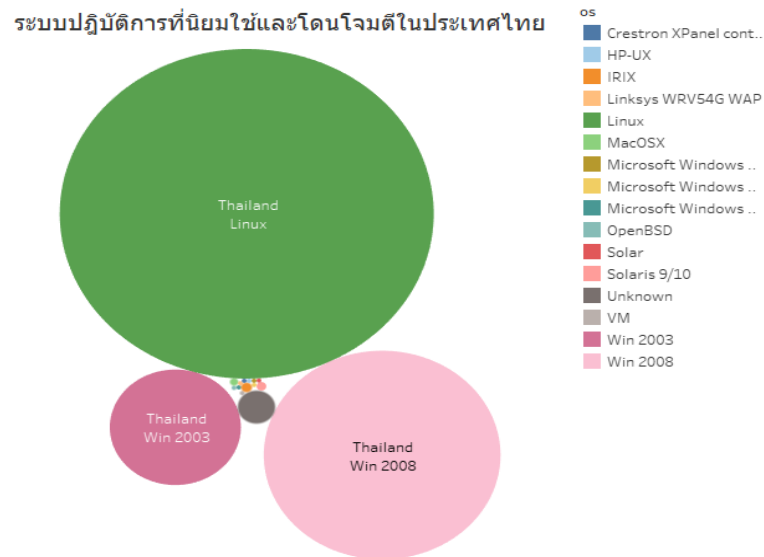 ระบบปฎิบัติการที่นิยมใช้และโดนโจมตีในประเทศไทย
os
Crestron XPanel cont..
HP-UX
IRIX
Linksys WRV54G WAP
Linux
MacOSX
Microsoft Windows ..
Microsoft Windows ..
Microsoft Windows ..
OpenBSD
Solar
Solaris 9/10
Unknown
VM
Win 2003
Win 2008
Thailand
Linux
Thailand
Win 2003
Thailand
Win 2008